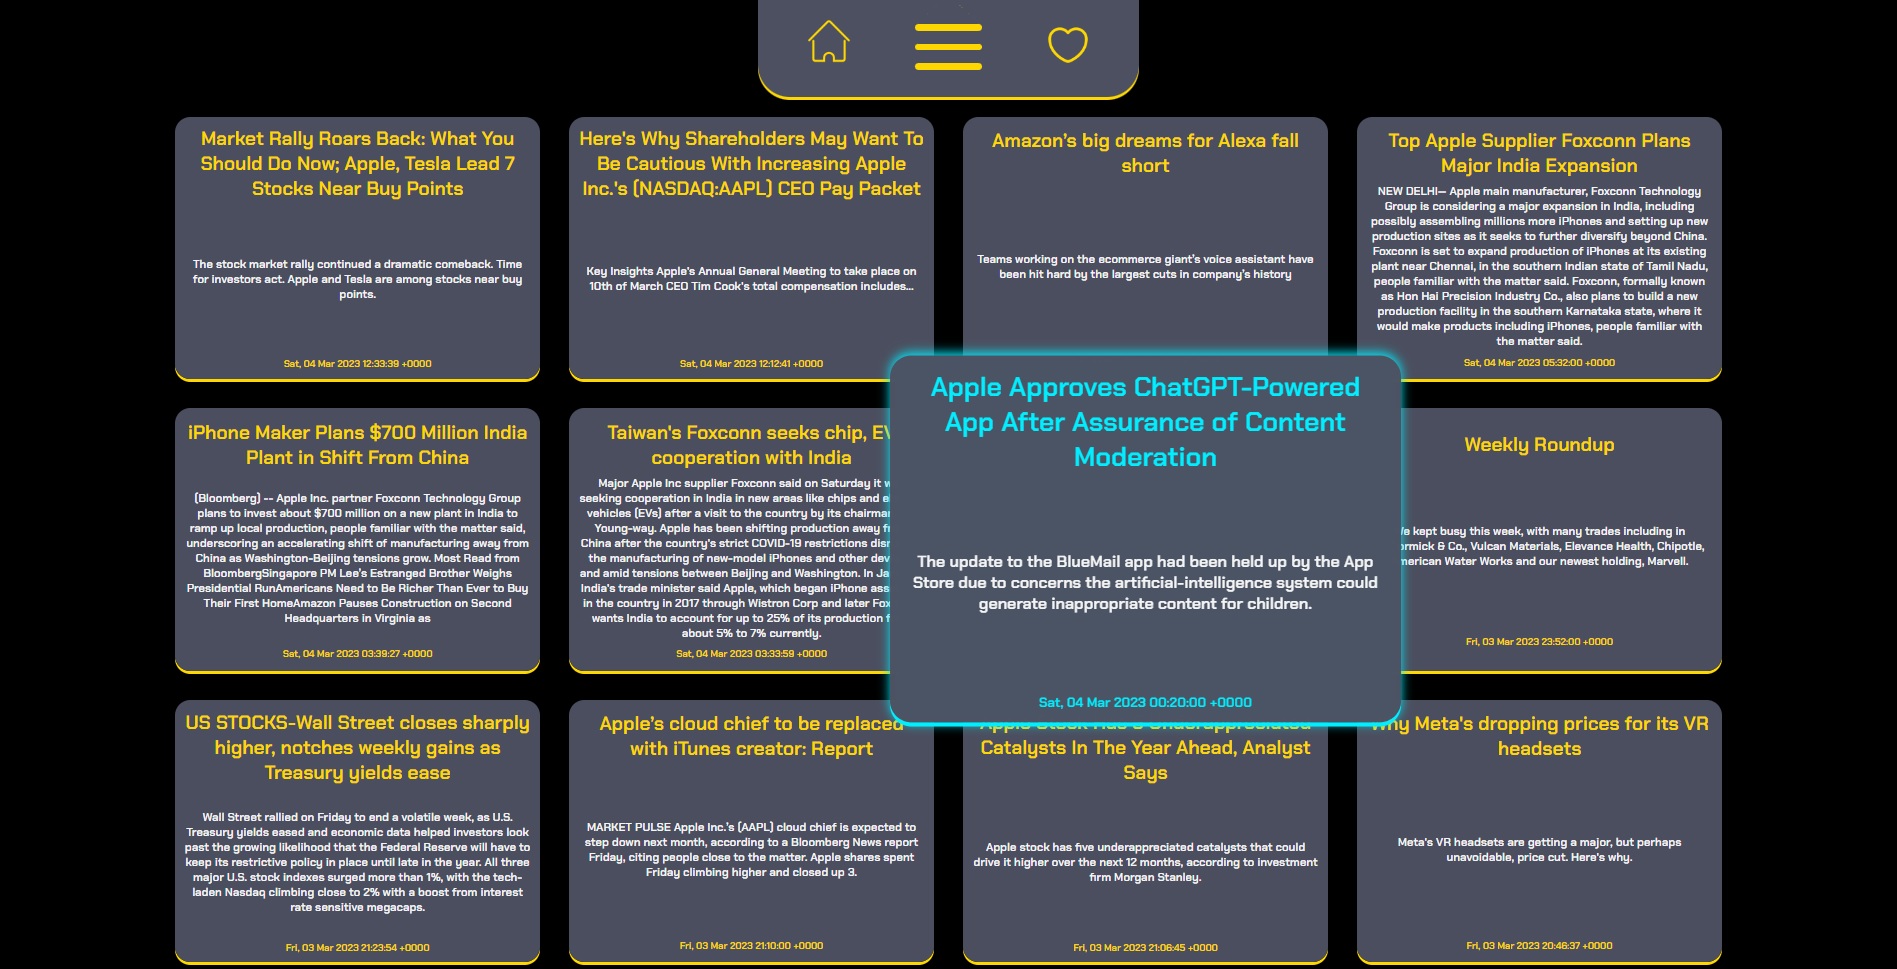 Market Rally Roars Back: What You
Should Do Now; Apple, Tesla Lead 7
Stocks Near Buy Points
The stock market rally continued a dramatic comeback. Time
for investors act. Apple and Tesla are among stocks near buy
points.
Sat, 04 Mar 2023 12:33:39 +0000
Here's Why Shareholders May Want To
Be Cautious With Increasing Apple
Inc.'s (NASDAQ:AAPL) CEO Pay Packet
Key Insights Apple's Annual General Meeting to take place on
10th of March CEO Tim Cook's total compensation includes...
Sat, 04 Mar 2023 12:12:41 +0000
Amazon’s big dreams for Alexa fall
short
Teams working on the ecommerce giant’s voice assistant have
been hit hard by the largest cuts in company’s history
Top Apple Supplier Foxconn Plans
Major India Expansion
NEW DELHI— Apple main manufacturer, Foxconn Technology
Group is considering a major expansion in India, including
possibly assembling millions more iPhones and setting up new
production sites as it seeks to further diversify beyond China.
Foxconn is set to expand production of iPhones at its existing
plant near Chennai, in the southern Indian state of Tamil Nadu,
people familiar with the matter said. Foxconn, formally known
as Hon Hai Precision Industry Co., also plans to build a new
production facility in the southern Karnataka state, where it
would make products including iPhones, people familiar with
the matter said.
Sat, 04 Mar 2023 05:32:00 +0000
iPhone Maker Plans $700 Million India
Plant in Shift From China
(Bloomberg) -- Apple Inc. partner Foxconn Technology Group
plans to invest about $700 million on a new plant in India to
ramp up local production, people familiar with the matter said,
underscoring an accelerating shift of manufacturing away from
China as Washington-Beijing tensions grow. Most Read from
BloombergSingapore PM Lee’s Estranged Brother Weighs
Presidential RunAmericans Need to Be Richer Than Ever to Buy
Their First HomeAmazon Pauses Construction on Second
Headquarters in Virginia as
Sat, 04 Mar 2023 03:39:27 +0000
Taiwan's Foxconn seeks chip, EV
cooperation with India
Major Apple Inc supplier Foxconn said on Saturday it
seeking cooperation in India in new areas like chips and
vehicles (EVs) after a visit to the country by its
Young-way. Apple has been shifting production away
China after the country's strict COVID-19 restrictions
the manufacturing of new-model iPhones and other
and amid tensions between Beijing and Washington. In
India's trade minister said Apple, which began iPhone
in the country in 2017 through Wistron Corp and later
wants India to account for up to 25% of its production
about 5% to 7% currently.
Sat, 04 Mar 2023 03:33:59 +0000
Apple Approves ChatGPT-Powered
App After Assurance of Content
Moderation
The update to the BlueMail app had been held up by the App
Store due to concerns the artificial-intelligence system could
generate inappropriate content for children.
Sat, 04 Mar 2023 00:20:00 +0000
Weekly Roundup
kept busy this week, with many trades including in
& Co., Vulcan Materials, Elevance Health, Chipotle,
Water Works and our newest holding, Marvell.
Fri, 03 Mar 2023 23:52:00 +0000
US STOCKS-Wall Street closes sharply
higher, notches weekly gains as
Treasury yields ease
Wall Street rallied on Friday to end a volatile week, as U.S.
Treasury yields eased and economic data helped investors look
past the growing likelihood that the Federal Reserve will have to
keep its restrictive policy in place until late in the year. All three
major U.S. stock indexes surged more than 1%, with the tech-
laden Nasdaq climbing close to 2% with a boost from interest
rate sensitive megacaps.
Fri, 03 Mar 2023 21:23:54 +0000
Apple’s cloud chief to be replaced
with iTunes creator: Report
MARKET PULSE Apple Inc.’s (AAPL) cloud chief is expected to
step down next month, according to a Bloomberg News report
Friday, citing people close to the matter. Apple shares spent
Friday climbing higher and closed up 3.
Fri, 03 Mar 2023 21:10:00 +0000
Apple Stock Has 5 Underappreciated
Catalysts In The Year Ahead, Analyst
Says
Apple stock has five underappreciated catalysts that could
drive it higher over the next 12 months, according to investment
firm Morgan Stanley.
Fri, 03 Mar 2023 21:06:45 +0000
Why Meta's dropping prices for its VR
headsets
Meta's VR headsets are getting a major, but perhaps
unavoidable, price cut. Here's why.
Fri, 03 Mar 2023 20:46:37 +0000